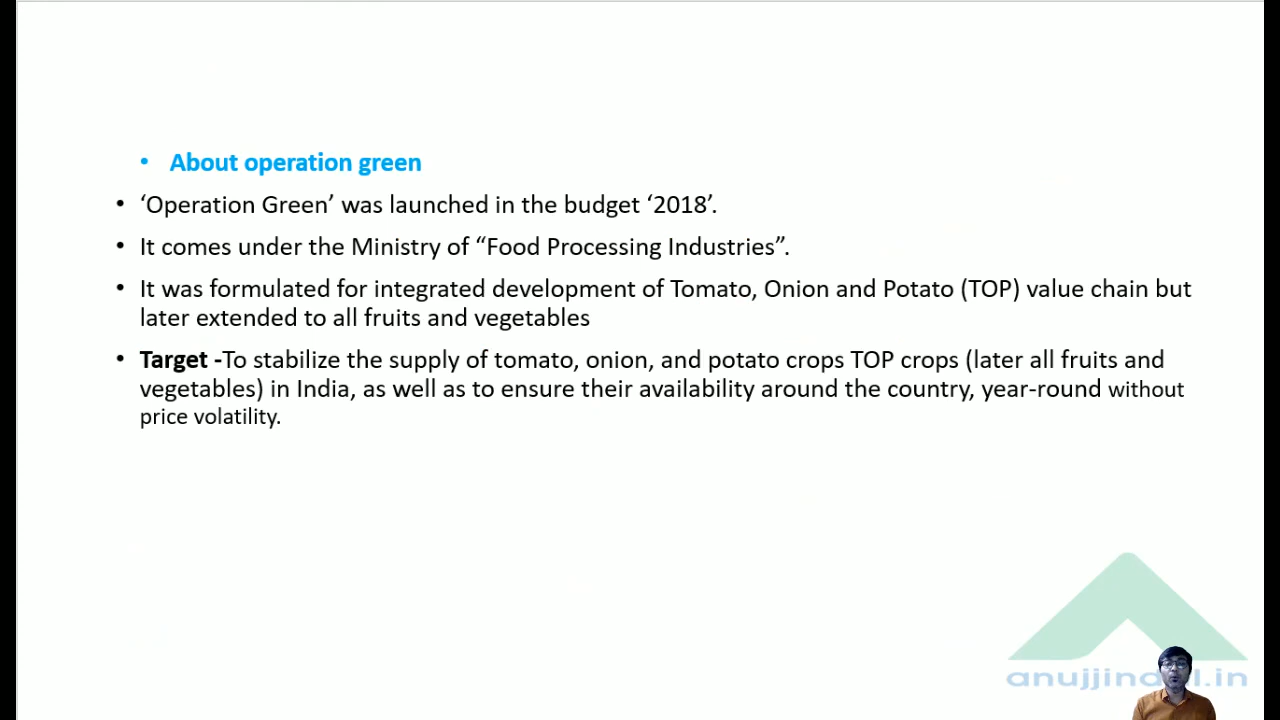 • About operation green
• ‘Operation Green’ was launched in the budget ‘2018’.
• It comes under the Ministry of “Food Processing Industries”.
• It was formulated for integrated development of Tomato, Onion and Potato (TOP) value chain but
later extended to all fruits and vegetables
• Target -To stabilize the supply of tomato, onion, and potato crops TOP crops (later all fruits and
vegetables) in India, as well as to ensure their availability around the country, year-round without
price volatility.